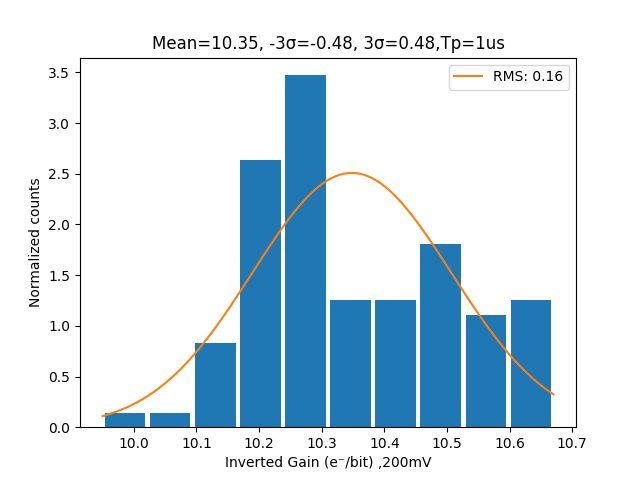 Mean=10.35, -3σ=-0.48, 3σ=0.48,Tp=1us
RMS: 0.16
Normalized counts
3.5
3.0
2.5
2.0
1.5
1.0
0.5
0.0
10.0 10.1 10.2 10.3 10.4 10.5 10.6 10.7
Inverted Gain (e⁻/bit) ,200mV